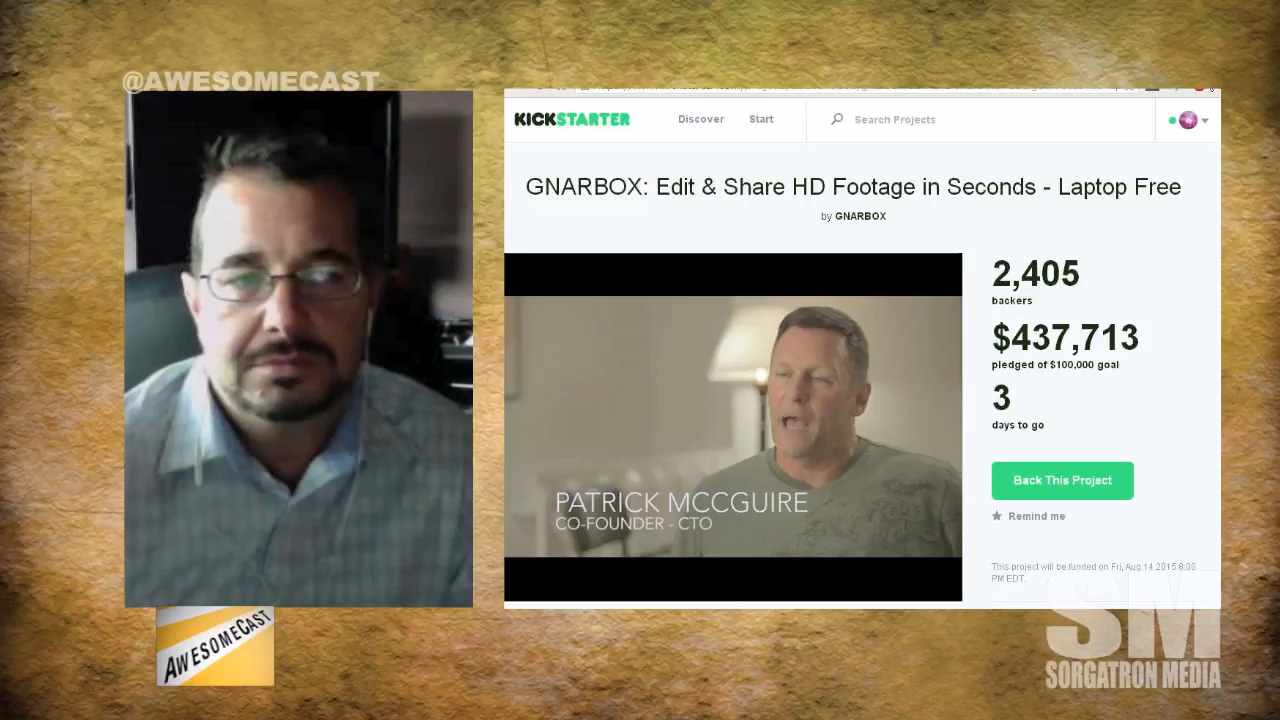 @AWESOMECAST
KICKSTARTER
Discover
Start
Search Projects
GNARBOX: Edit & Share HD Footage in Seconds - Laptop Free
by GNARBOX
2,405
backers
$437,713
pledged of $100,000 goal
3
days to go
Back This Project
Remind me
This project will be funded on Fri, Aug 14 2015 8:00
PM EDT.
PATRICK MCCGUIRE
CO-FOUNDER - CTO
AWESOMECAST
SM
SORGATRON MEDIA